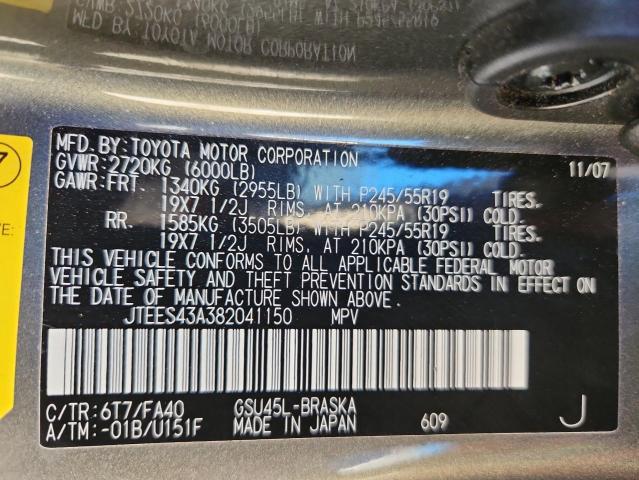 MFD.BY: TOYOTA MOTOR CORPORATION 11/07
GVWR: 2720KG (6000LB)
GAWR: FRT. 1340KG (2955LB) WITH P245/55R19 TIRES.
19X7 1/2J RIMS. AT 210KPA (30PSI) COLD.
RR. 1585KG (3505LB) WITH P245/55R19 TIRES.
19X7 1/2J RIMS. AT 210KPA (30PSI) COLD.
THIS VEHICLE CONFORMS TO ALL APPLICABLE FEDERAL MOTOR
VEHICLE SAFETY AND THEFT PREVENTION STANDARDS IN EFFECT ON
THE DATE OF MANUFACTURE SHOWN ABOVE.
JTEES43A382041150 MPV
C/TR: 6T7/FA40 GSU45L-BRASKA
A/TM: -01B/U151F MADE IN JAPAN 609 J
7
E: